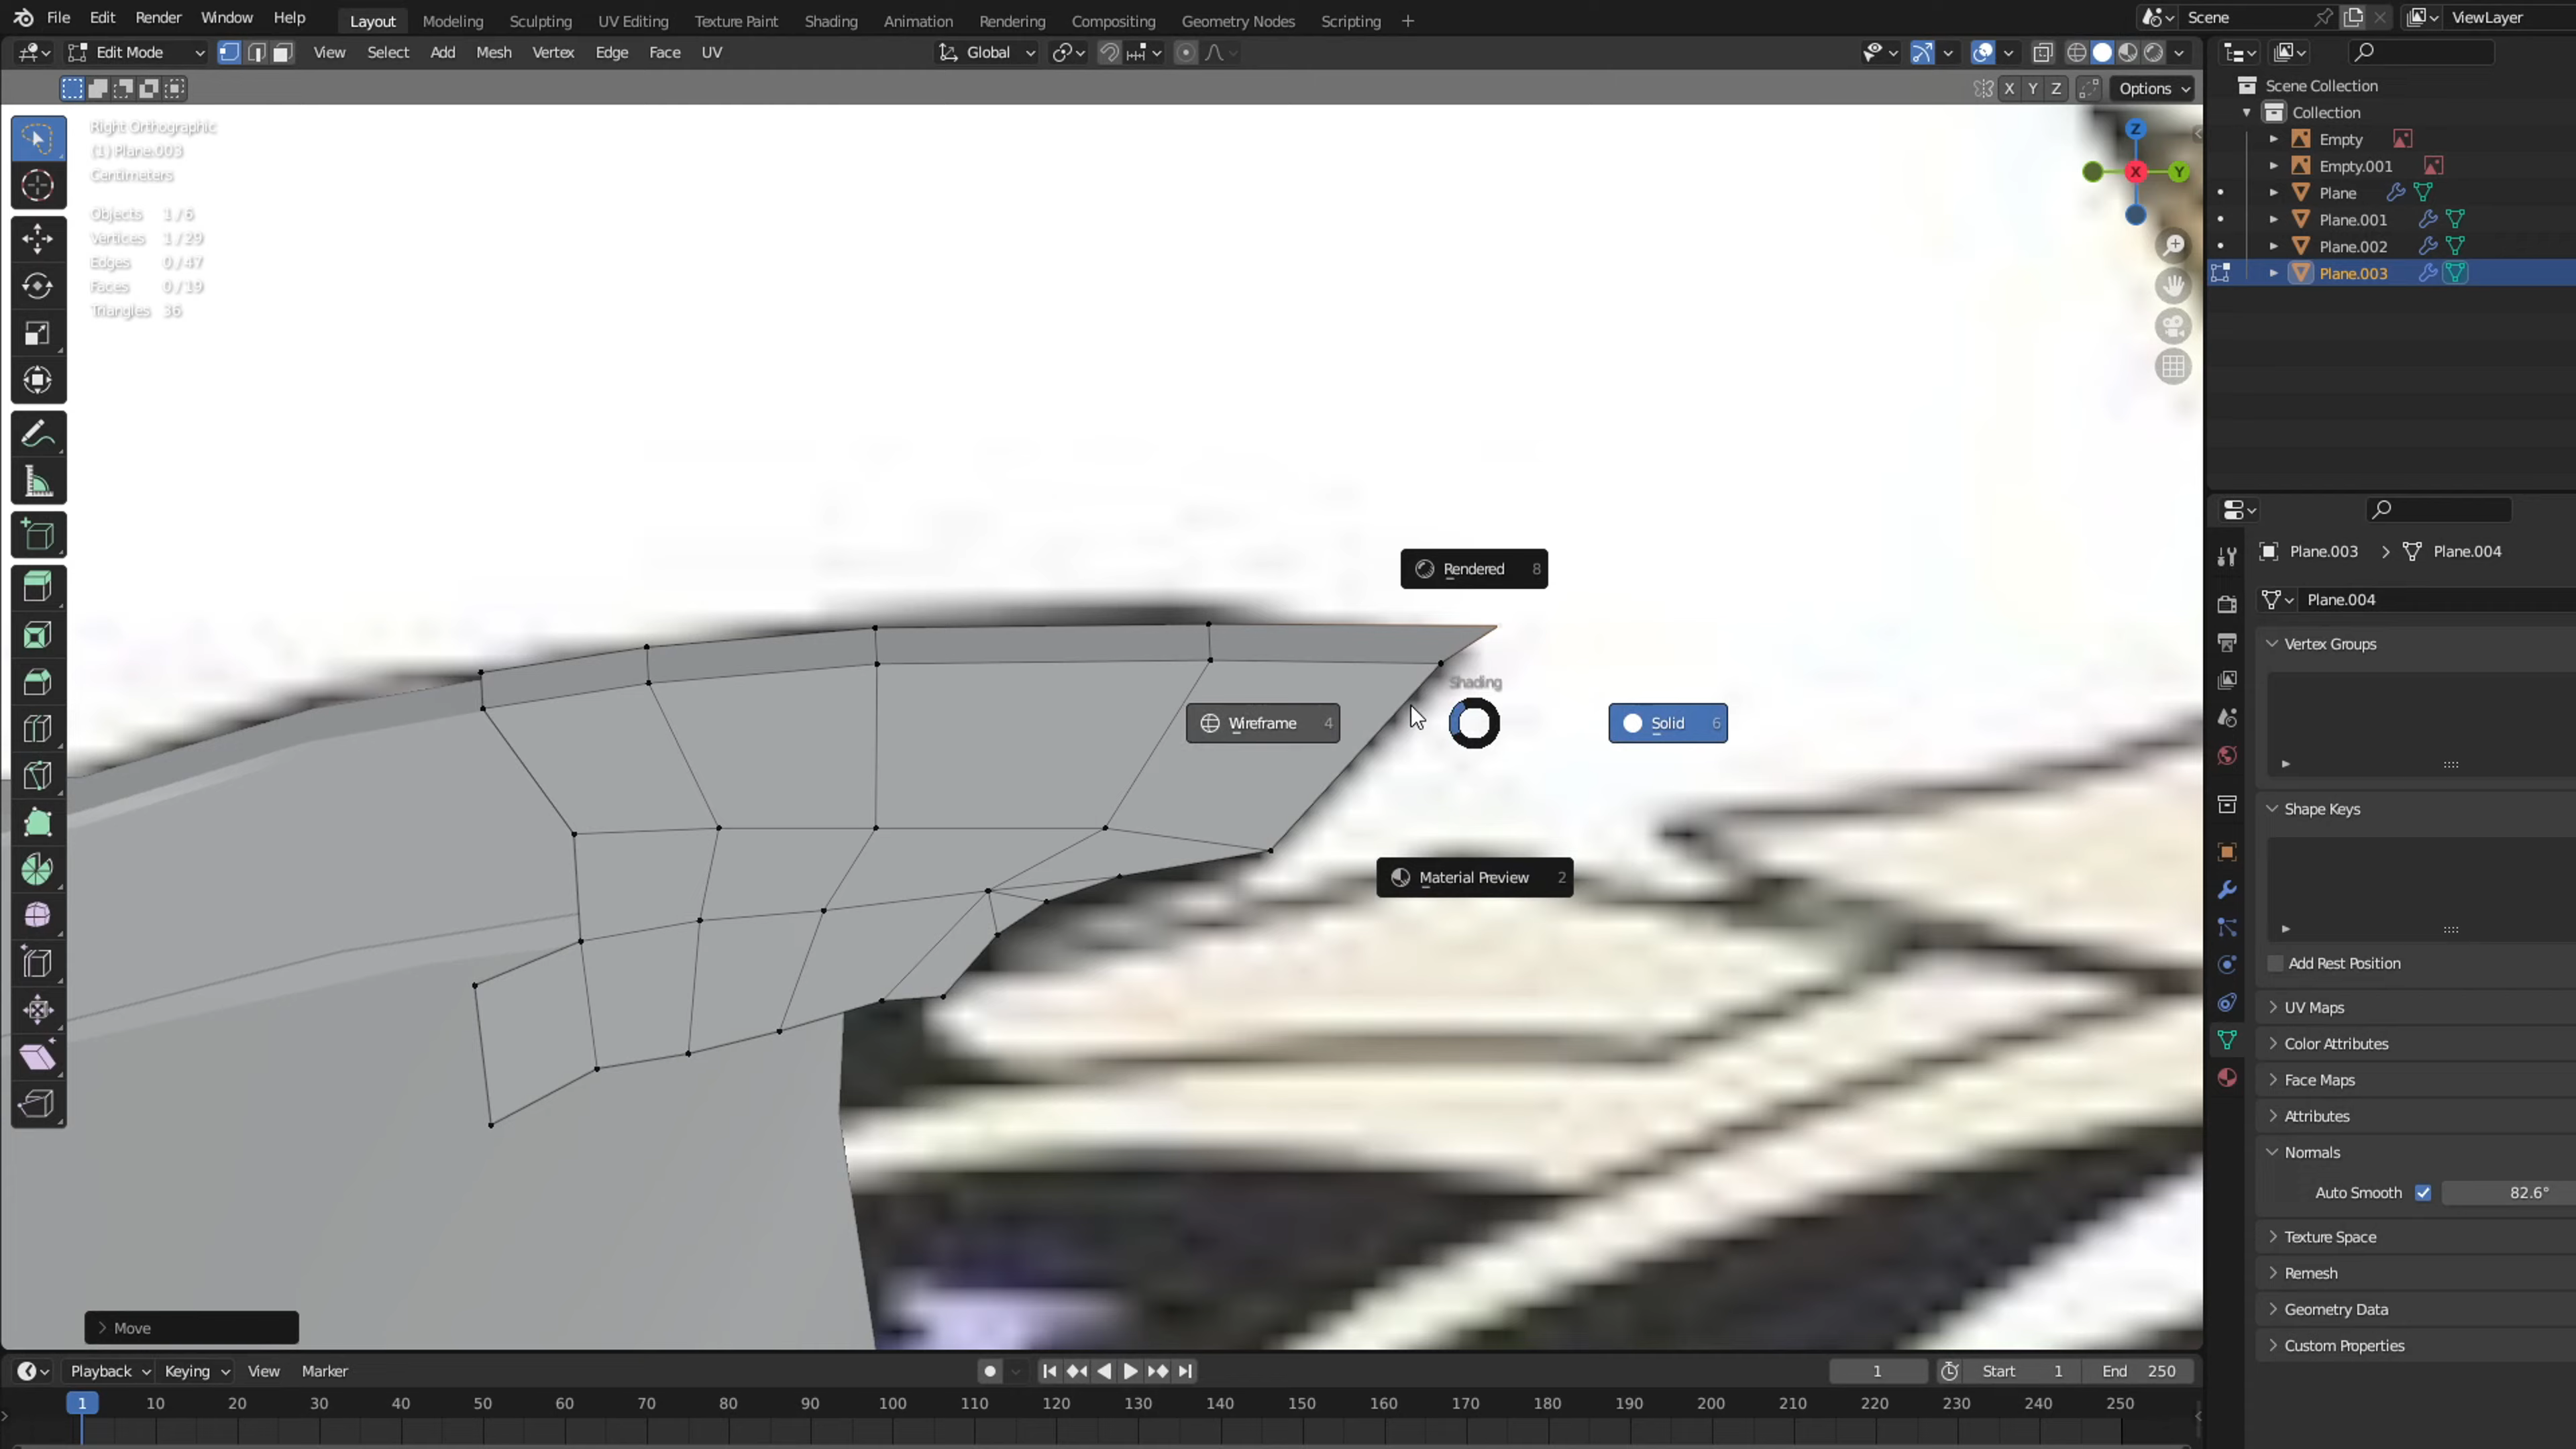 File Edit Render Window Help Layout Modeling Sculpting UV Editing Texture Paint Shading Animation Rendering Compositing Geometry Nodes Scripting + Scene ViewLayer
Edit Mode View Select Add Mesh Vertex Edge Face UV Global
X Y Z Options
Right Orthographic
(1) Plane.003
Centimeters
Objects 1/6
Vertices 1/29
Edges 0/47
Faces 0/19
Triangles 36
Z
X
Y
Scene Collection
Collection
Empty
Empty.001
Plane
Plane.001
Plane.002
Plane.003
Rendered 8
Shading
Wireframe 4
Solid 6
Material Preview 2
Plane.003 > Plane.004
Plane.004
Vertex Groups
Shape Keys
Add Rest Position
UV Maps
Color Attributes
Face Maps
Attributes
Normals
Auto Smooth 82.6°
Texture Space
Remesh
Geometry Data
Custom Properties
Move
Playback Keying View Marker 1 Start 1 End 250
1 10 20 30 40 50 60 70 80 90 100 110 120 130 140 150 160 170 180 190 200 210 220 230 240 250